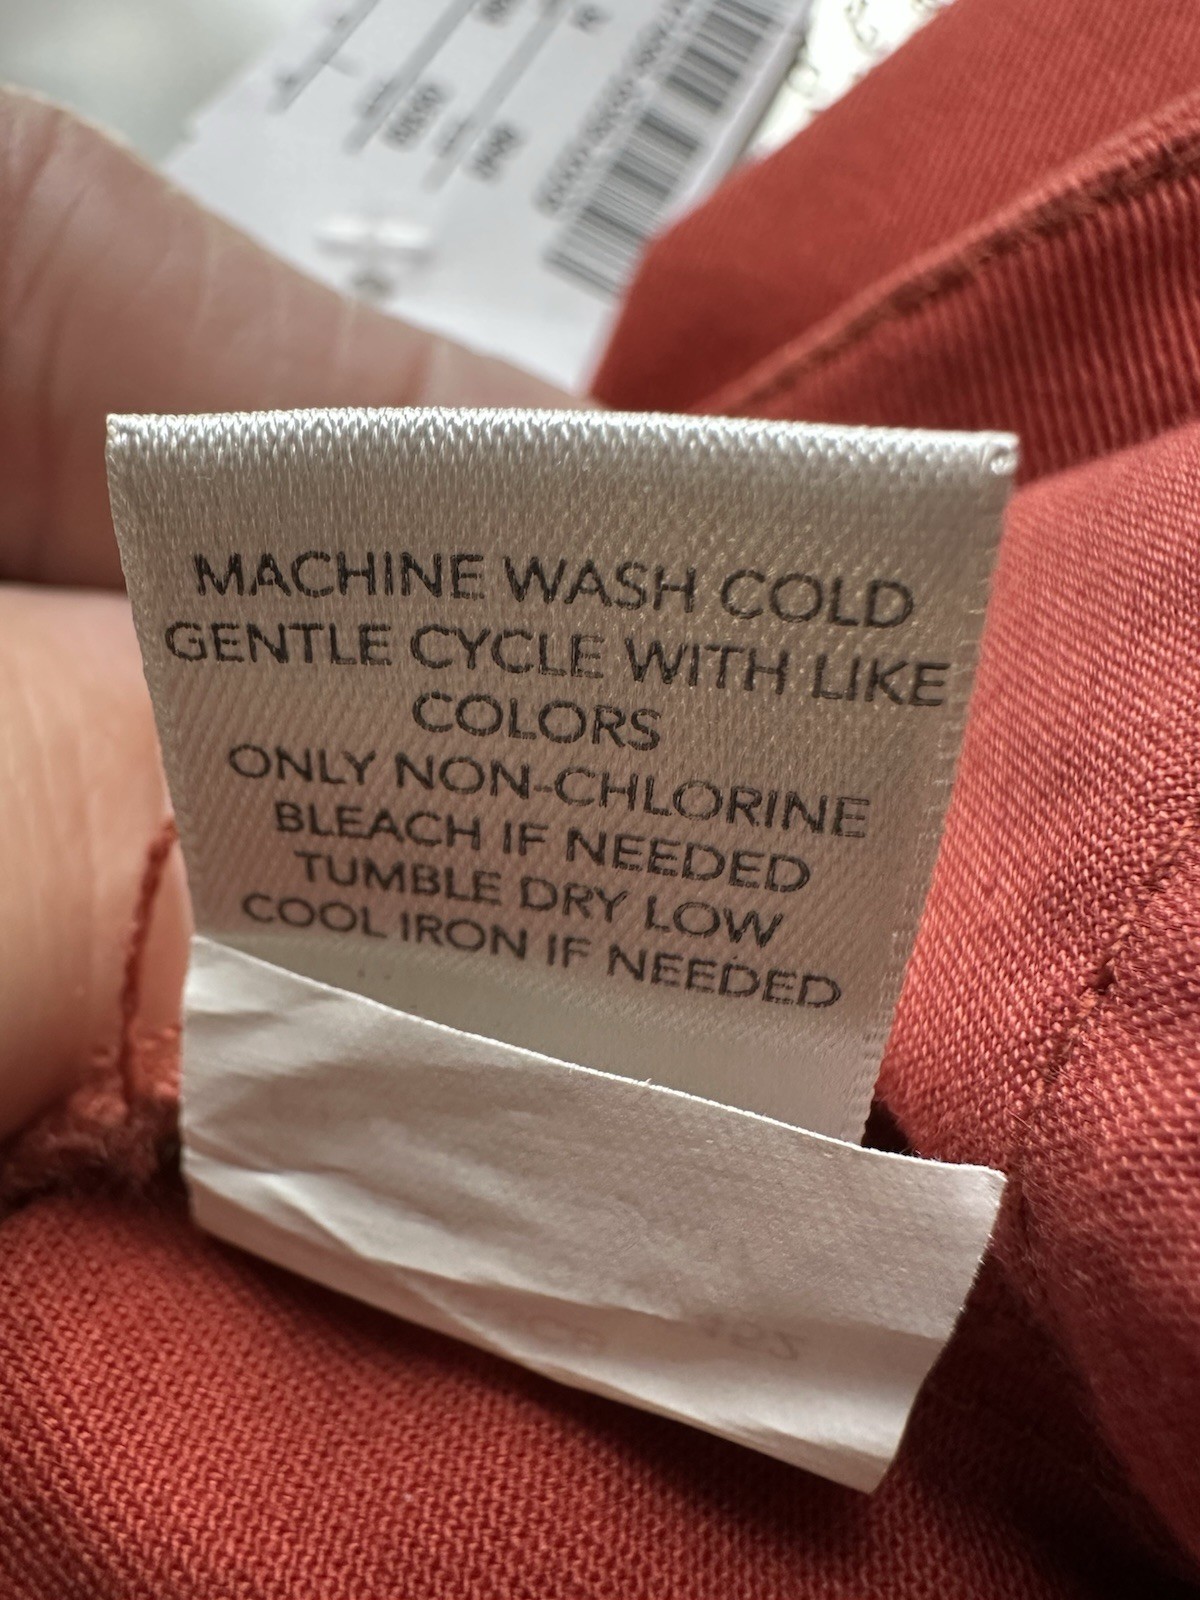 MACHINE WASH COLD
GENTLE CYCLE WITH LIKE
COLORS
ONLY NON-CHLORINE
BLEACH IF NEEDED
TUMBLE DRY LOW
COOL IRON IF NEEDED